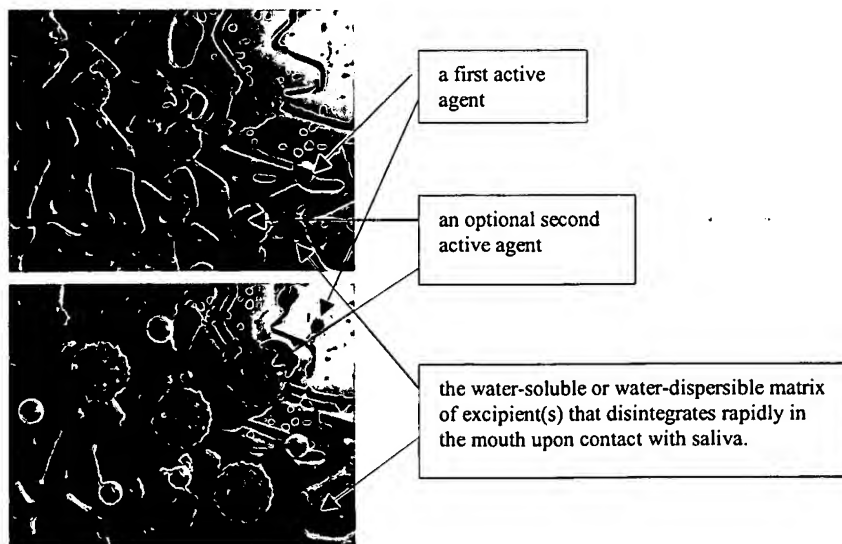 a first active
agent
an optional second
active agent
the water-soluble or water-dispersible matrix
of excipient(s) that disintegrates rapidly in
the mouth upon contact with saliva.